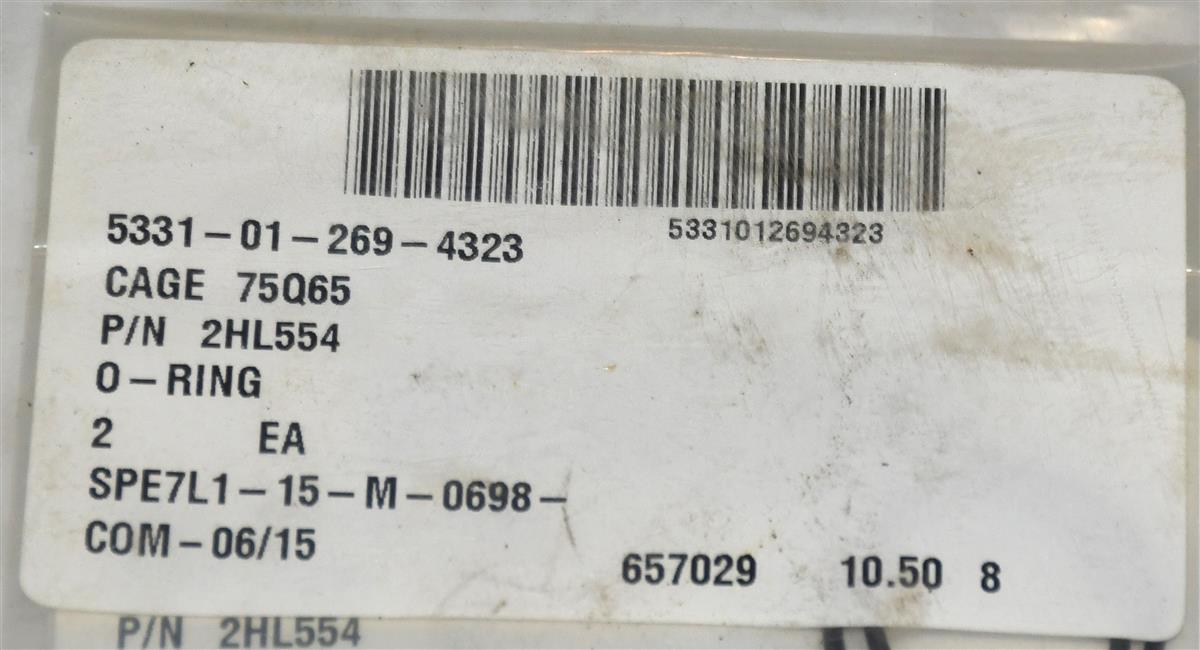 5331-01-269-4323
5331012694323
CAGE 75Q65
P/N 2HL554
O-RING
2 EA
SPE7L1-15-M-0698-
COM-06/15
657029 10.50 8
P/N 2HL554